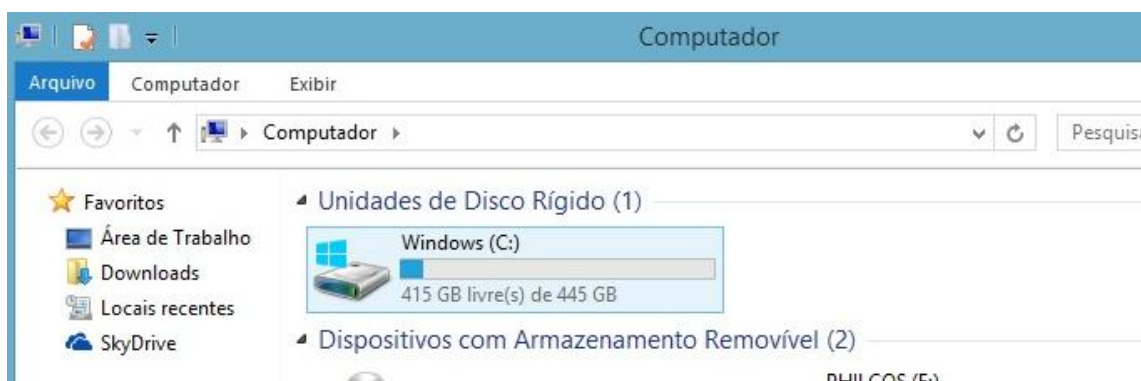 Computador
Arquivo Computador Exibir
Computador
Favoritos
Área de Trabalho
Downloads
Locais recentes
SkyDrive
Unidades de Disco Rígido (1)
Windows (C:)
415 GB livre(s) de 445 GB
Dispositivos com Armazenamento Removível (2)